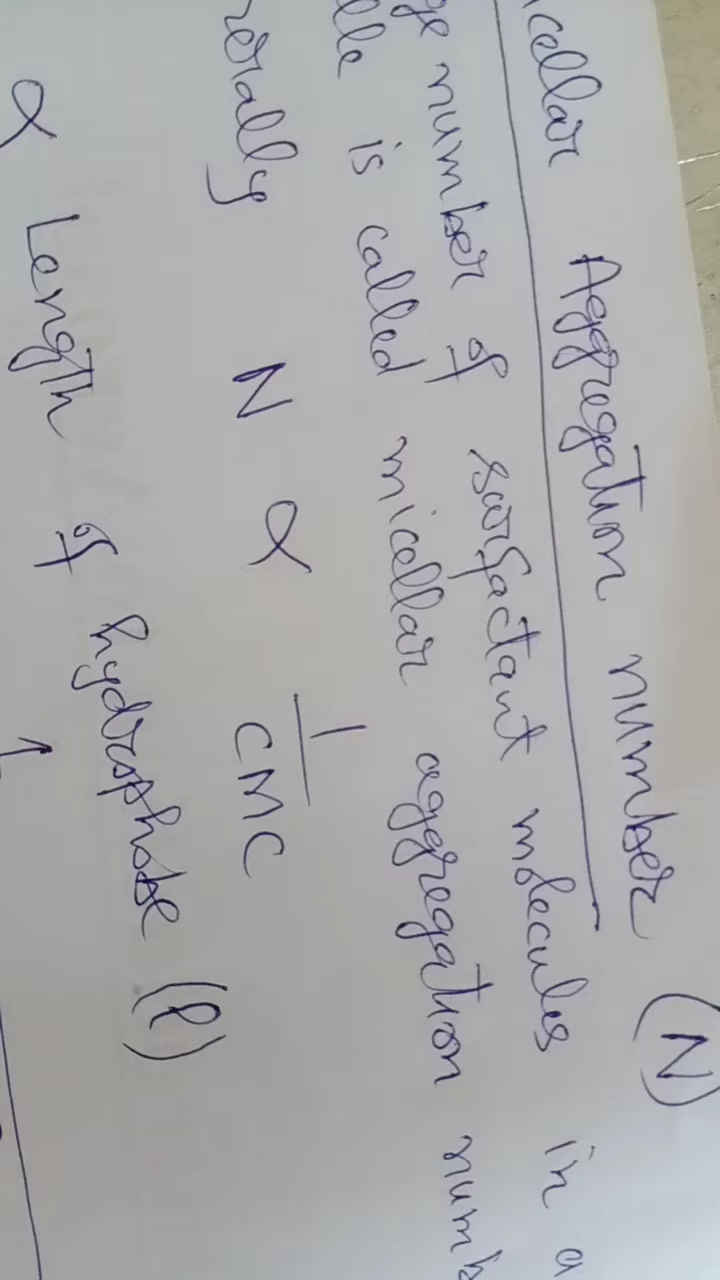 cellar Aggregation number (N)
ge number of surfactant molecules in a
lle is called micellar aggregation numb
erally N ∝ 1/CMC
∝ Length of hydrophobe (l)